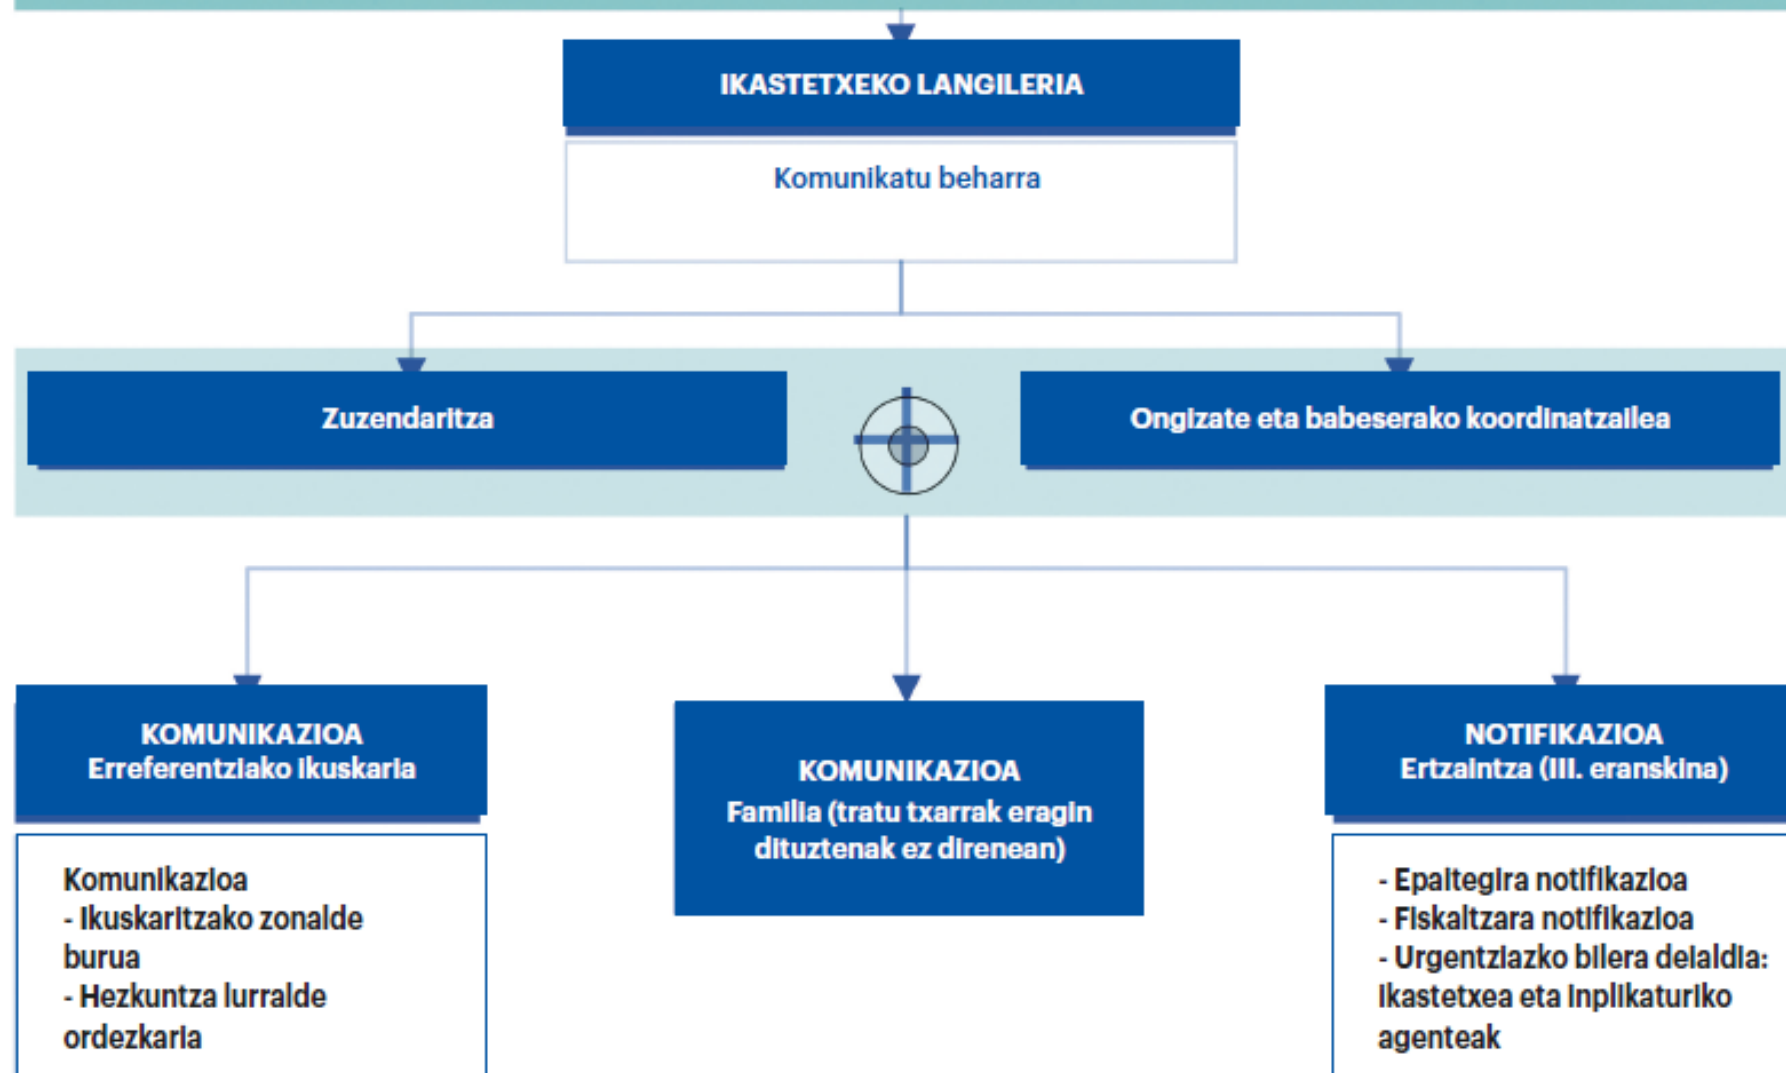 IKASTETXEKO LANGILERIA
Komunikatu beharra
Zuzendaritza
Ongizate eta babeserako koordinatzailea
KOMUNIKAZIOA
Erreferentziako ikuskaria
KOMUNIKAZIOA
Familia (tratu txarrak eragin
dituztenak ez direnean)
NOTIFIKAZIOA
Ertzaintza (III. eranskina)
Komunikazioa
- Ikuskaritzako zonalde
burua
- Hezkuntza lurralde
ordezkaria
- Epaitegira notifikazioa
- Fiskaltzara notifikazioa
- Urgentziazko bilera deialdia:
ikastetxea eta inplikaturiko
agenteak